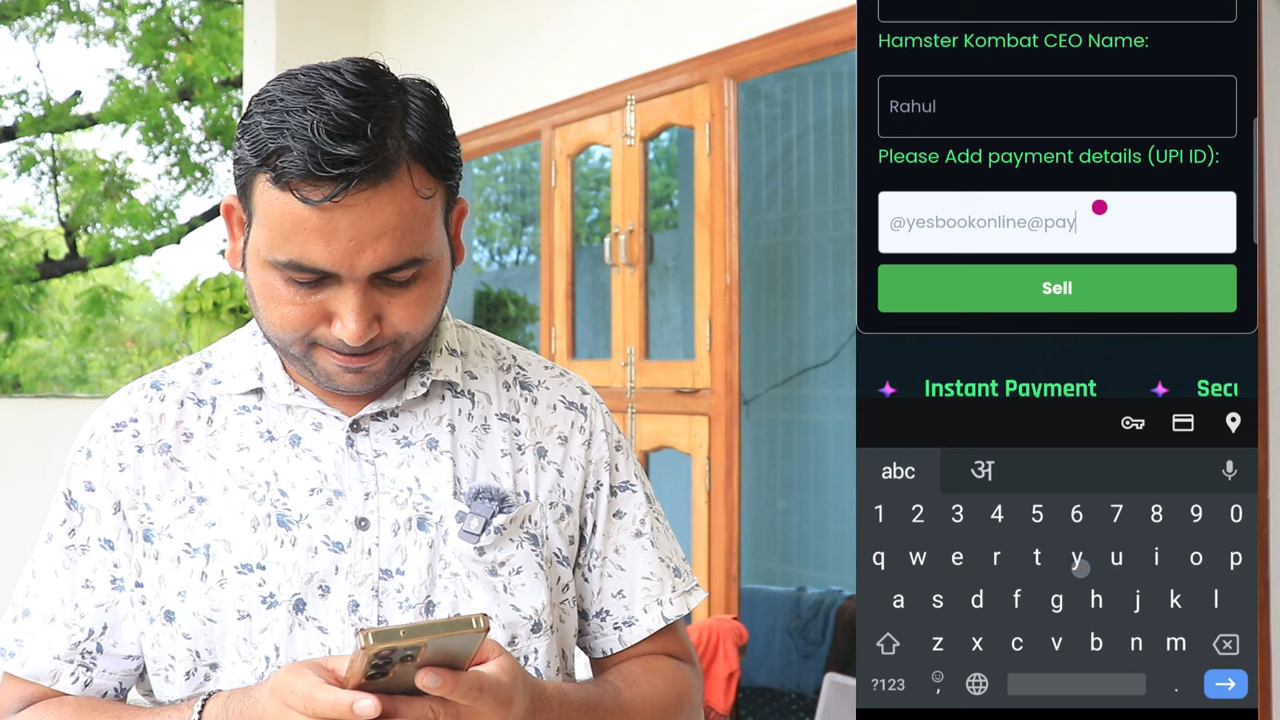 Hamster Kombat CEO Name:
Rahul
Please Add payment details (UPI ID):
@yesbookonline@pay
Sell
Instant Payment
abc अ
1 2 3 4 5 6 7 8 9 0
q w e r t y u i o p
a s d f g h j k l
z x c v b n m
?123 , .